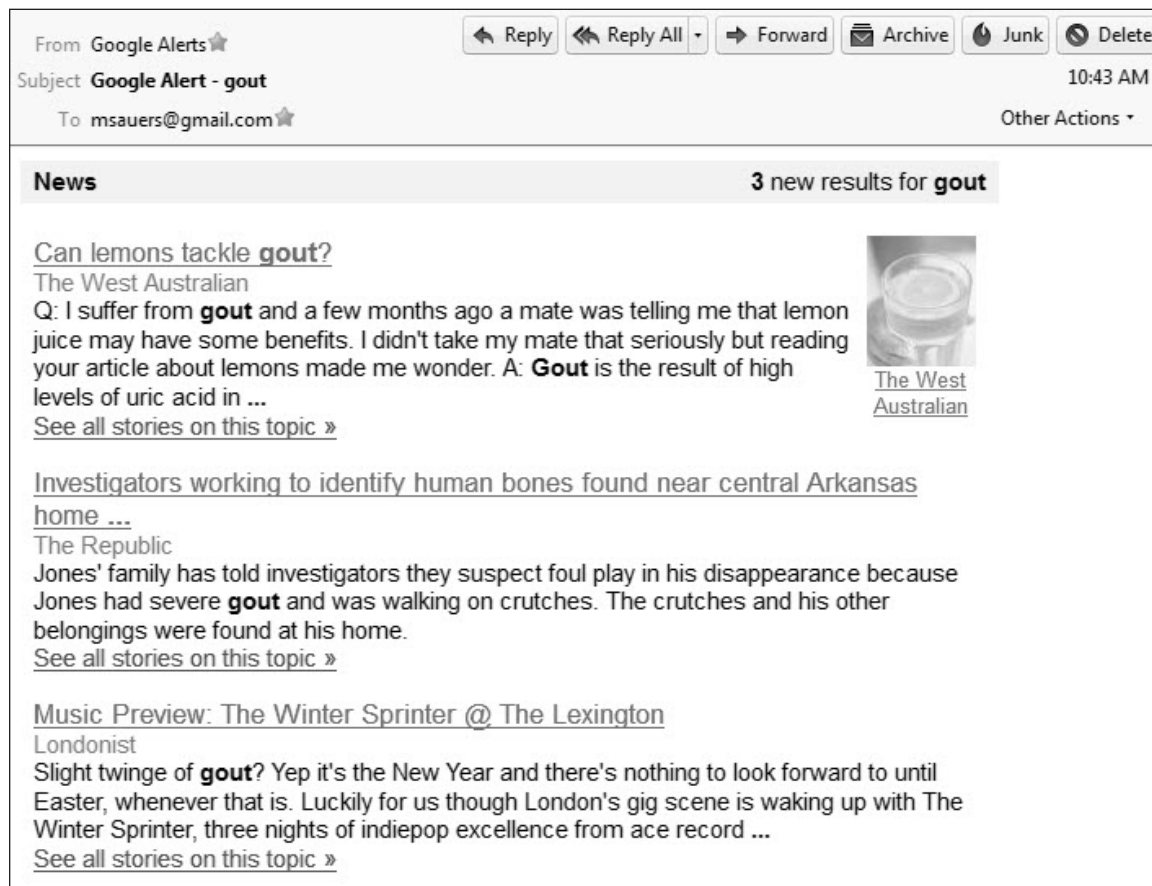 From Google Alerts
Reply
Reply All
Forward
Archive
Junk
Delete
Subject Google Alert - gout
10:43 AM
To msauers@gmail.com
Other Actions
News
3 new results for gout
Can lemons tackle gout?
The West Australian
Q: I suffer from gout and a few months ago a mate was telling me that lemon
juice may have some benefits. I didn't take my mate that seriously but reading
your article about lemons made me wonder. A: Gout is the result of high
levels of uric acid in ...
See all stories on this topic »
The West
Australian
Investigators working to identify human bones found near central Arkansas
home ...
The Republic
Jones' family has told investigators they suspect foul play in his disappearance because
Jones had severe gout and was walking on crutches. The crutches and his other
belongings were found at his home.
See all stories on this topic »
Music Preview: The Winter Sprinter @ The Lexington
Londonist
Slight twinge of gout? Yep it's the New Year and there's nothing to look forward to until
Easter, whenever that is. Luckily for us though London's gig scene is waking up with The
Winter Sprinter, three nights of indiepop excellence from ace record ...
See all stories on this topic »